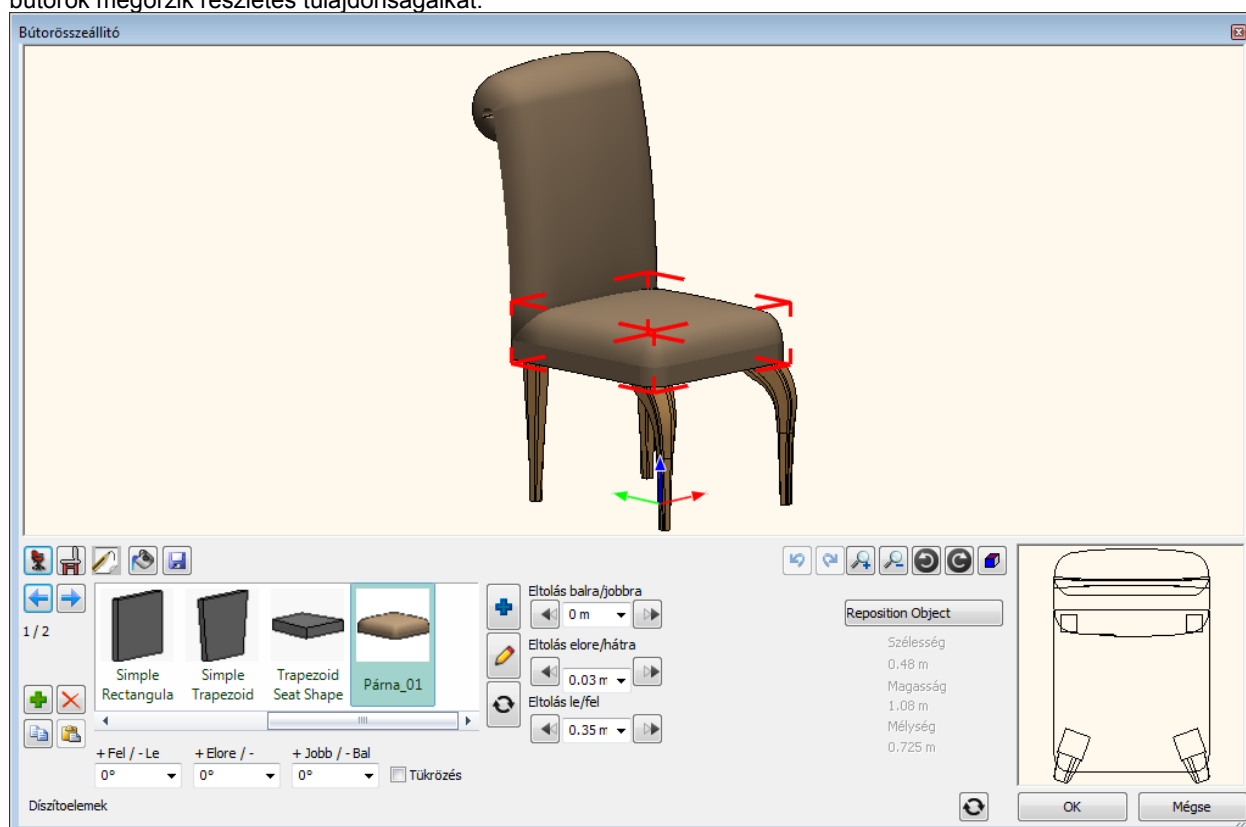 bútorok megőrzik részletes tulajdonságaikat.
Bútorösszeállító
Eltolás balra/jobbra
0 m
Reposition Object
1 / 2
Eltolás elore/hátra
Szélesség
0.48 m
Simple Rectangula
Simple Trapezoid
Trapezoid Seat Shape
Párna_01
0.03 m
Magasság
1.08 m
Eltolás le/fel
0.35 m
Mélység
0.725 m
+ Fel / - Le
+ Elore / -
+ Jobb / - Bal
0°
0°
0°
Tükrözés
Díszítoelemek
OK
Mégse